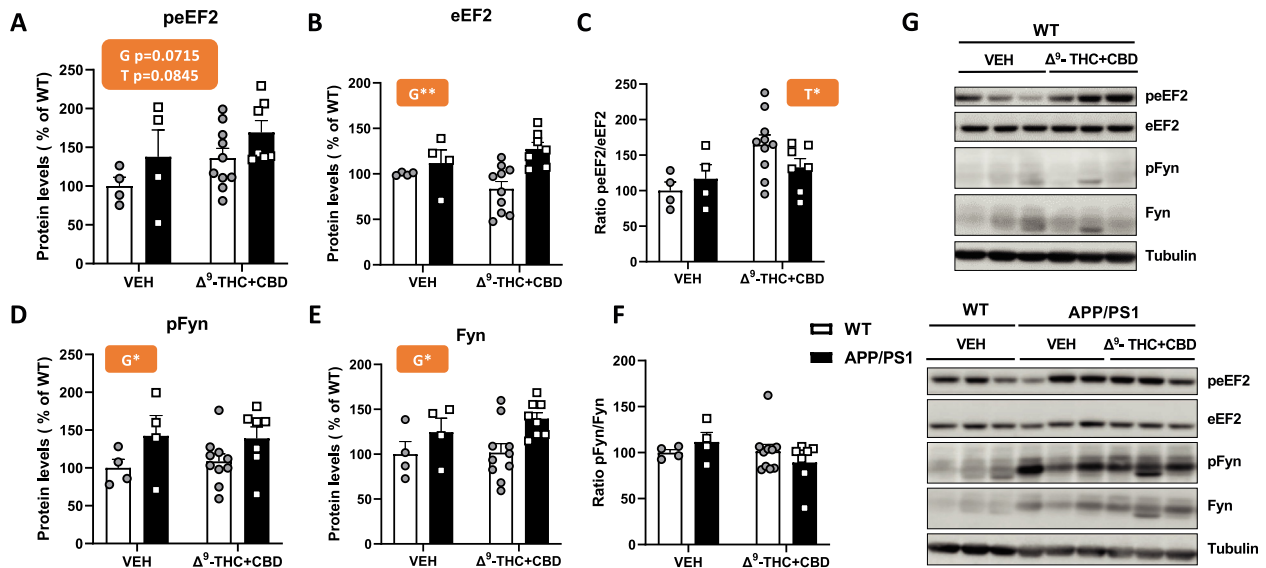 A
peEF2
G p=0.0715
T p=0.0845
Protein levels ( % of WT)
250
200
150
100
50
0
VEH
Δ⁹-THC+CBD
B
eEF2
G**
Protein levels ( % of WT)
200
150
100
50
0
VEH
Δ⁹-THC+CBD
C
T*
Ratio peEF2/eEF2
250
200
150
100
50
0
VEH
Δ⁹-THC+CBD
D
pFyn
G*
Protein levels ( % of WT)
250
200
150
100
50
0
VEH
Δ⁹-THC+CBD
E
Fyn
G*
Protein levels ( % of WT)
200
150
100
50
0
VEH
Δ⁹-THC+CBD
F
WT
APP/PS1
Ratio pFyn/Fyn
200
150
100
50
0
VEH
Δ⁹-THC+CBD
G
WT
VEH Δ⁹- THC+CBD
peEF2
eEF2
pFyn
Fyn
Tubulin
WT APP/PS1
VEH VEH Δ⁹- THC+CBD
peEF2
eEF2
pFyn
Fyn
Tubulin